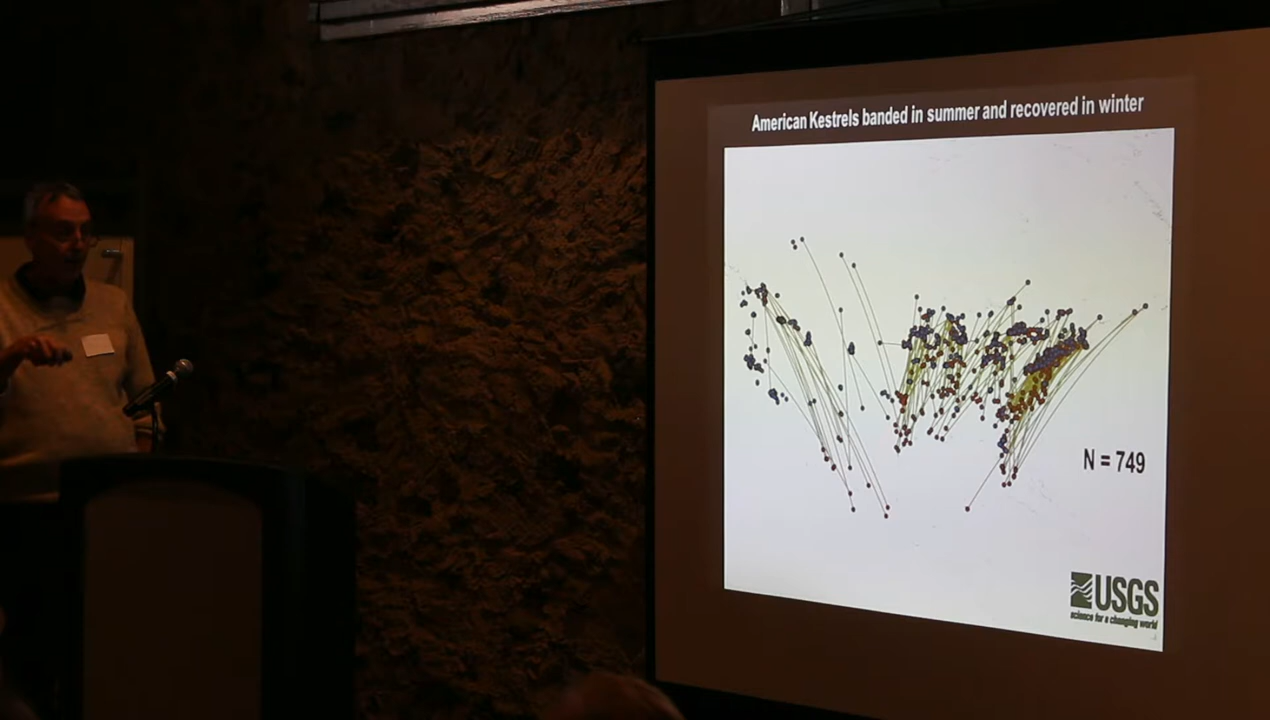 American Kestrels banded in summer and recovered in winter
N = 749
USGS
science for a changing world